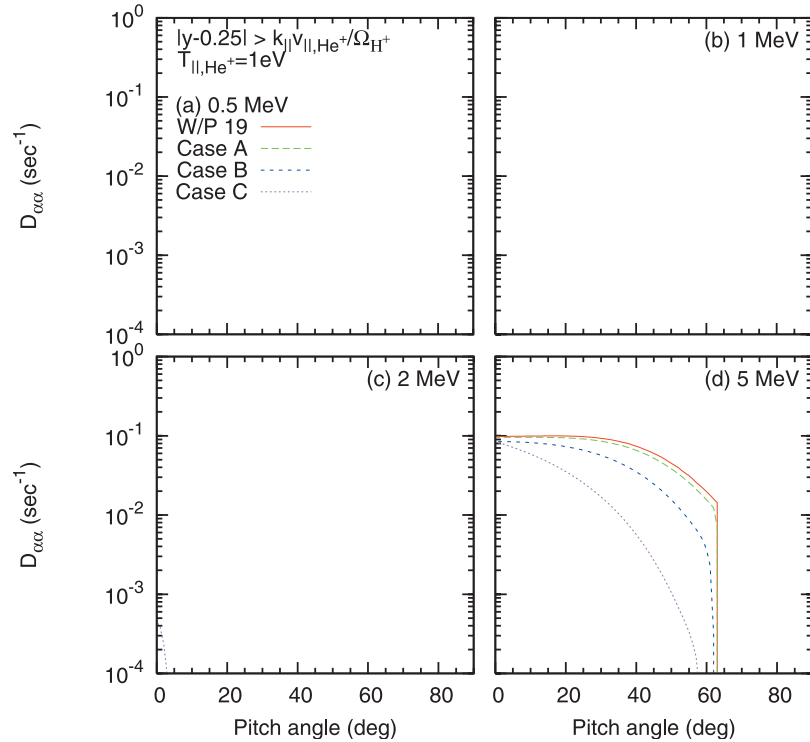 |y-0.25| > k||v||,He+/ΩH+
T||,He+=1eV
(a) 0.5 MeV
W/P 19
Case A
Case B
Case C
(b) 1 MeV
10^0
10^-1
10^-2
10^-3
10^-4
Dαα (sec^-1)
(c) 2 MeV
(d) 5 MeV
10^0
10^-1
10^-2
10^-3
10^-4
Dαα (sec^-1)
0 20 40 60 80
0 20 40 60 80
Pitch angle (deg)
Pitch angle (deg)